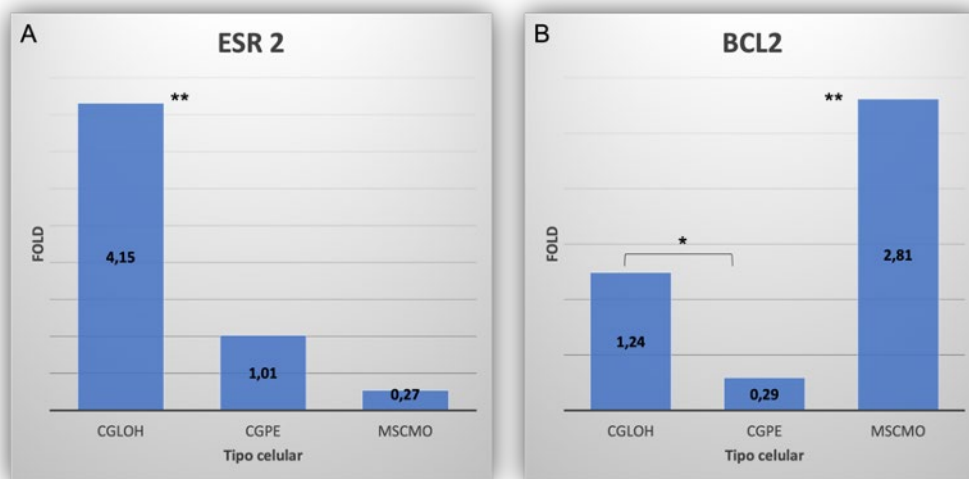 A
ESR 2
**
FOLD
4,15
1,01
0,27
CGLOH CGPE MSCMO
Tipo celular
B
BCL2
**
*
FOLD
2,81
1,24
0,29
CGLOH CGPE MSCMO
Tipo celular